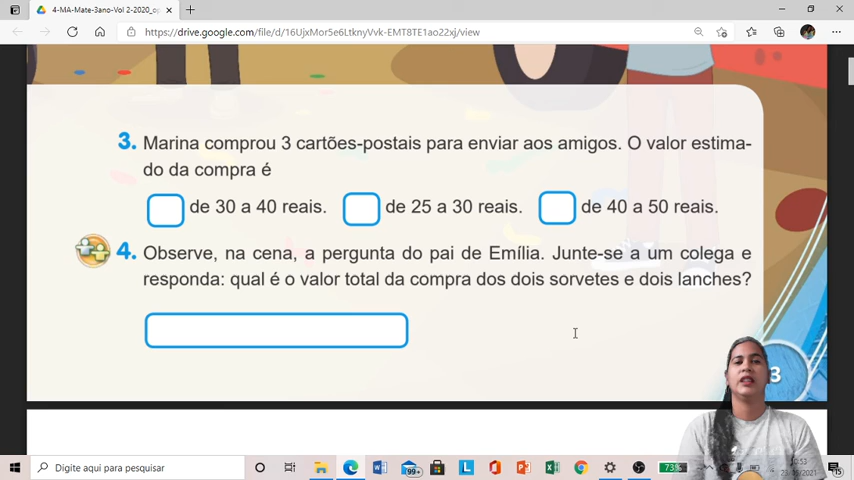 4-MA-Mate-3ano-Vol 2-2020_o
https://drive.google.com/file/d/16UjxMor5e6LtknyVvk-EMT8TE1ao22xj/view
3. Marina comprou 3 cartões-postais para enviar aos amigos. O valor estima-
do da compra é
de 30 a 40 reais. de 25 a 30 reais. de 40 a 50 reais.
4. Observe, na cena, a pergunta do pai de Emília. Junte-se a um colega e
responda: qual é o valor total da compra dos dois sorvetes e dois lanches?
3
Digite aqui para pesquisar
99+
73%
15